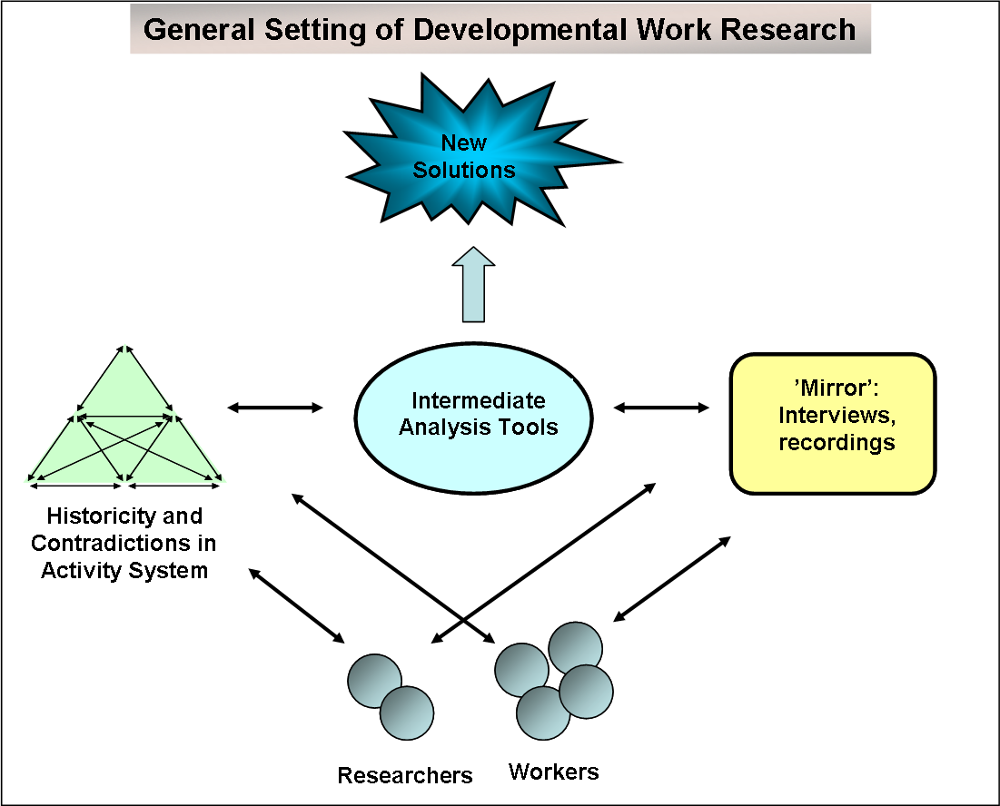 General Setting of Developmental Work Research
New
Solutions
Intermediate
Analysis Tools
’Mirror’:
Interviews,
recordings
Historicity and
Contradictions in
Activity System
Researchers
Workers